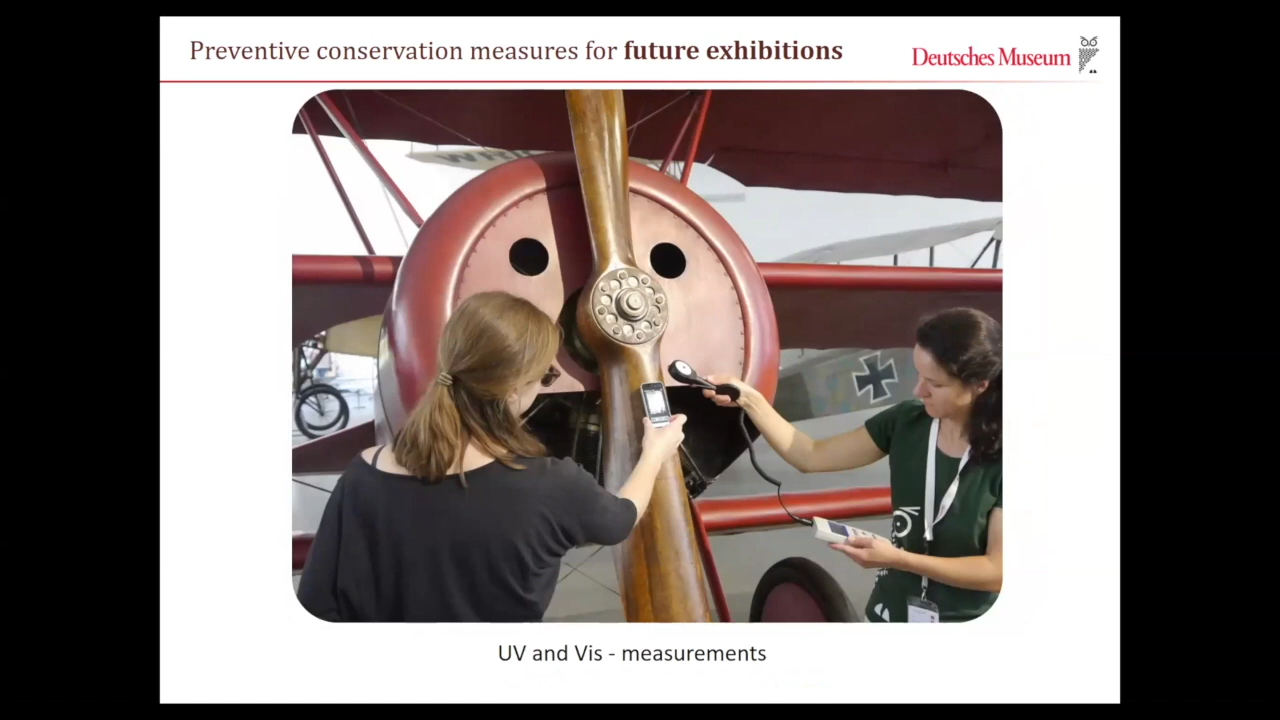 Preventive conservation measures for future exhibitions
Deutsches Museum
UV and Vis - measurements